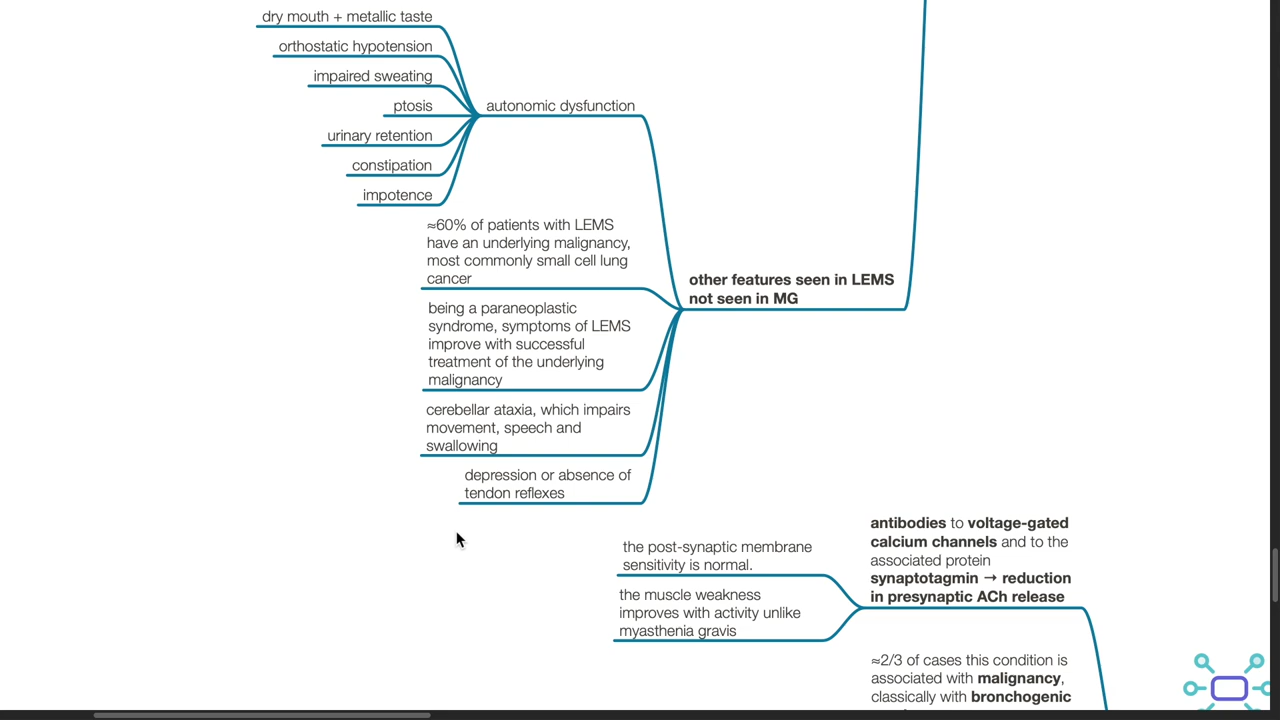 dry mouth + metallic taste
orthostatic hypotension
impaired sweating
ptosis
urinary retention
constipation
impotence
autonomic dysfunction
≈60% of patients with LEMS
have an underlying malignancy,
most commonly small cell lung
cancer
being a paraneoplastic
syndrome, symptoms of LEMS
improve with successful
treatment of the underlying
malignancy
cerebellar ataxia, which impairs
movement, speech and
swallowing
depression or absence of
tendon reflexes
other features seen in LEMS
not seen in MG
the post-synaptic membrane
sensitivity is normal.
the muscle weakness
improves with activity unlike
myasthenia gravis
antibodies to voltage-gated
calcium channels and to the
associated protein
synaptotagmin → reduction
in presynaptic ACh release
≈2/3 of cases this condition is
associated with malignancy,
classically with bronchogenic